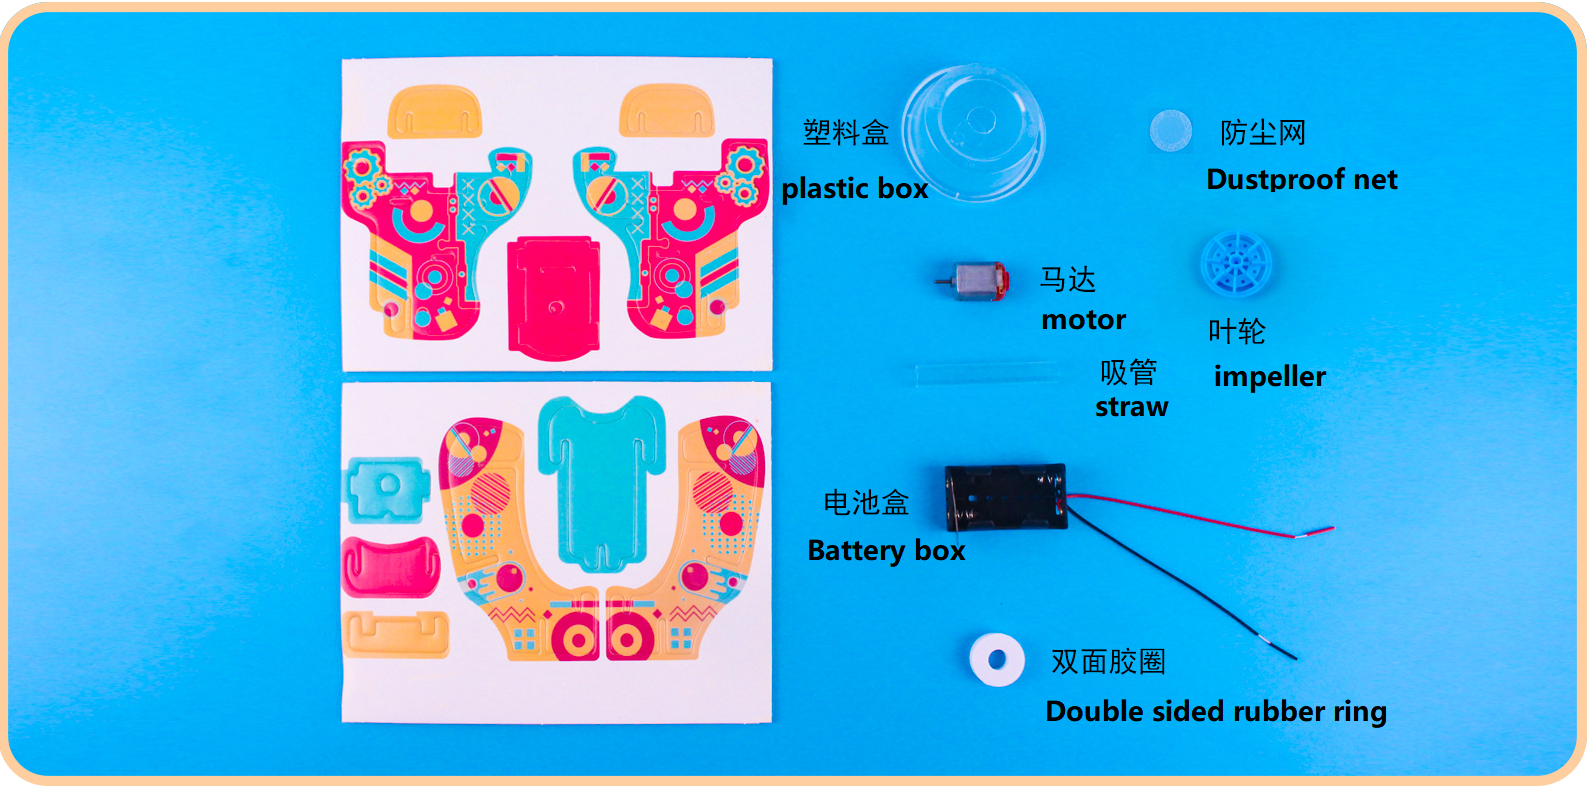 塑料盒
plastic box
防尘网
Dustproof net
马达
motor
叶轮
impeller
吸管
straw
电池盒
Battery box
双面胶圈
Double sided rubber ring